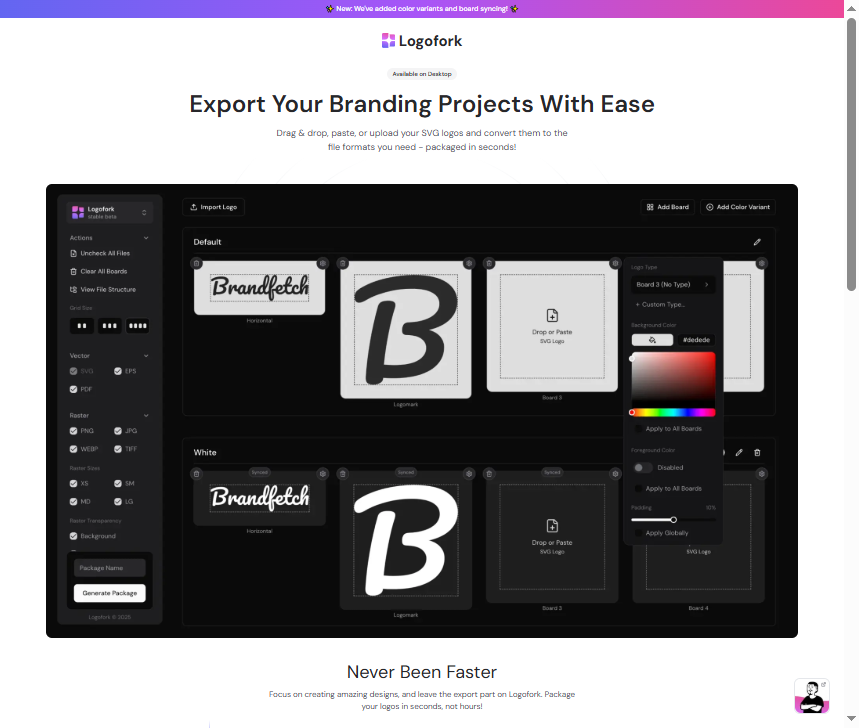 ✨ New: We've added color variants and board syncing! ✨
Logofork
Available on Desktop
Export Your Branding Projects With Ease
Drag & drop, paste, or upload your SVG logos and convert them to the
file formats you need - packaged in seconds!
Logofork
stable beta
Import Logo
Add Board
Add Color Variant
Actions
Uncheck All Files
Clear All Boards
View File Structure
Grid Size
Vector
SVG
EPS
PDF
Raster
PNG
JPG
WEBP
TIFF
Raster Sizes
XS
SM
MD
LG
Raster Transparency
Background
Package Name
Generate Package
Logofork © 2025
Default
Brandfetch
Horizontal
B
Logomark
Drop or Paste
SVG Logo
Board 3
Logo Type
Board 3 (No Type)
+ Custom Type...
Background Color
#dedede
Apply to All Boards
Foreground Color
Disabled
Apply to All Boards
Padding
10%
Apply Globally
White
Synced
Synced
Synced
Brandfetch
Horizontal
B
Logomark
Drop or Paste
SVG Logo
Board 3
SVG Logo
Board 4
Never Been Faster
Focus on creating amazing designs, and leave the export part on Logofork. Package
your logos in seconds, not hours!